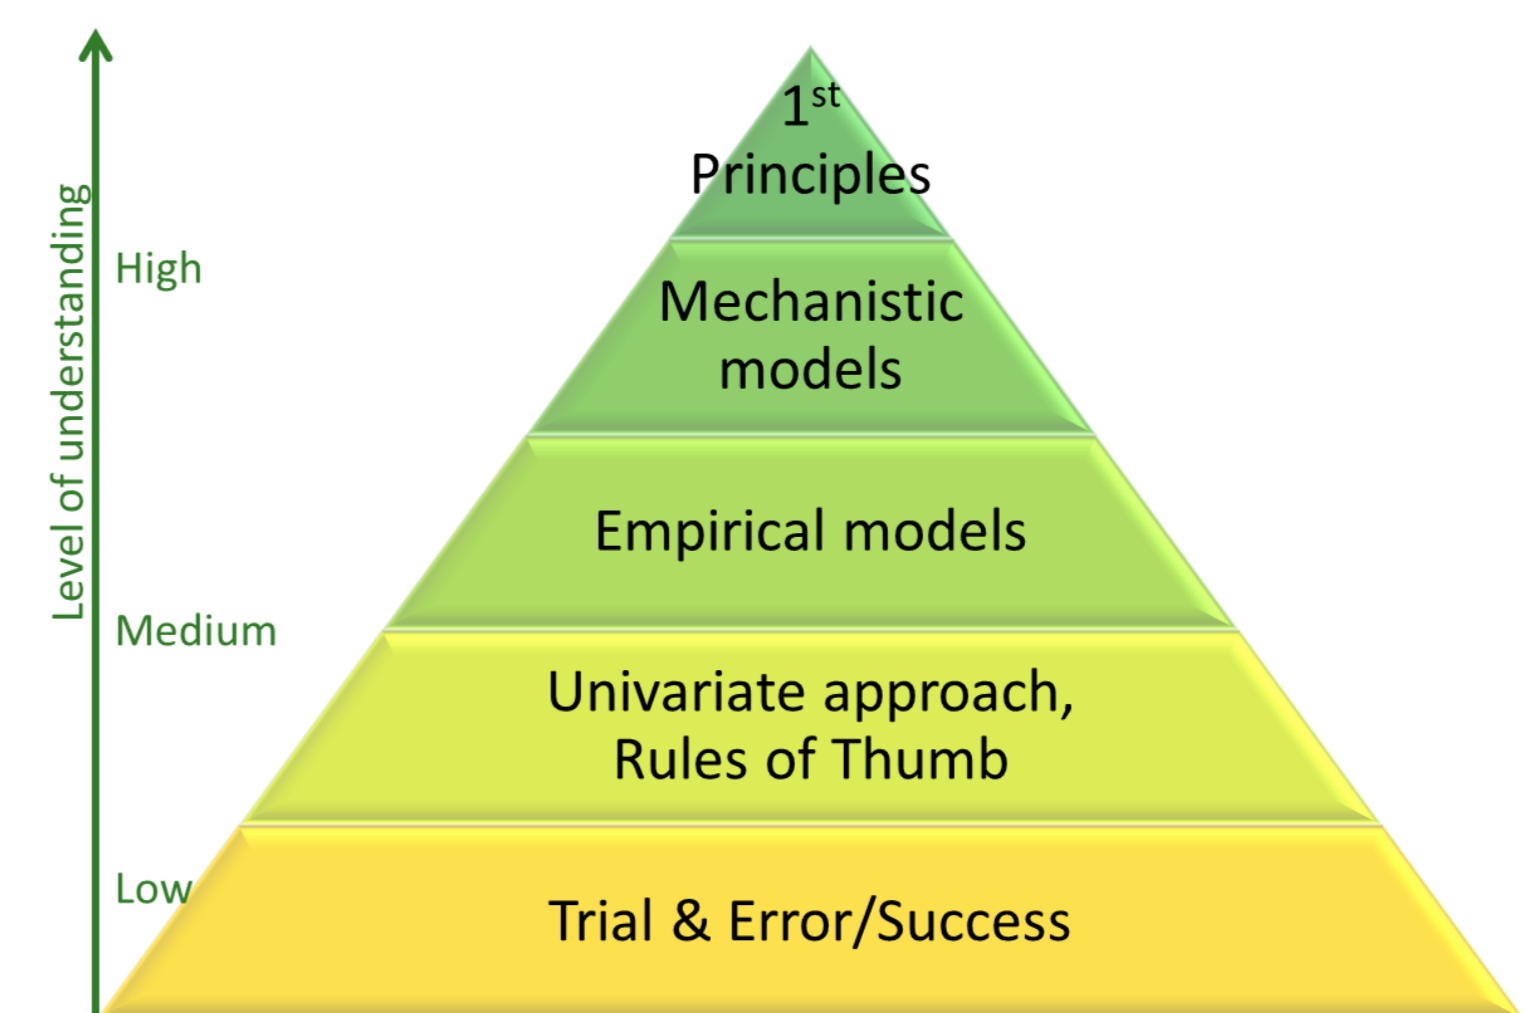 Level of understanding
High
Medium
Low
1st
Principles
Mechanistic
models
Empirical models
Univariate approach,
Rules of Thumb
Trial & Error/Success